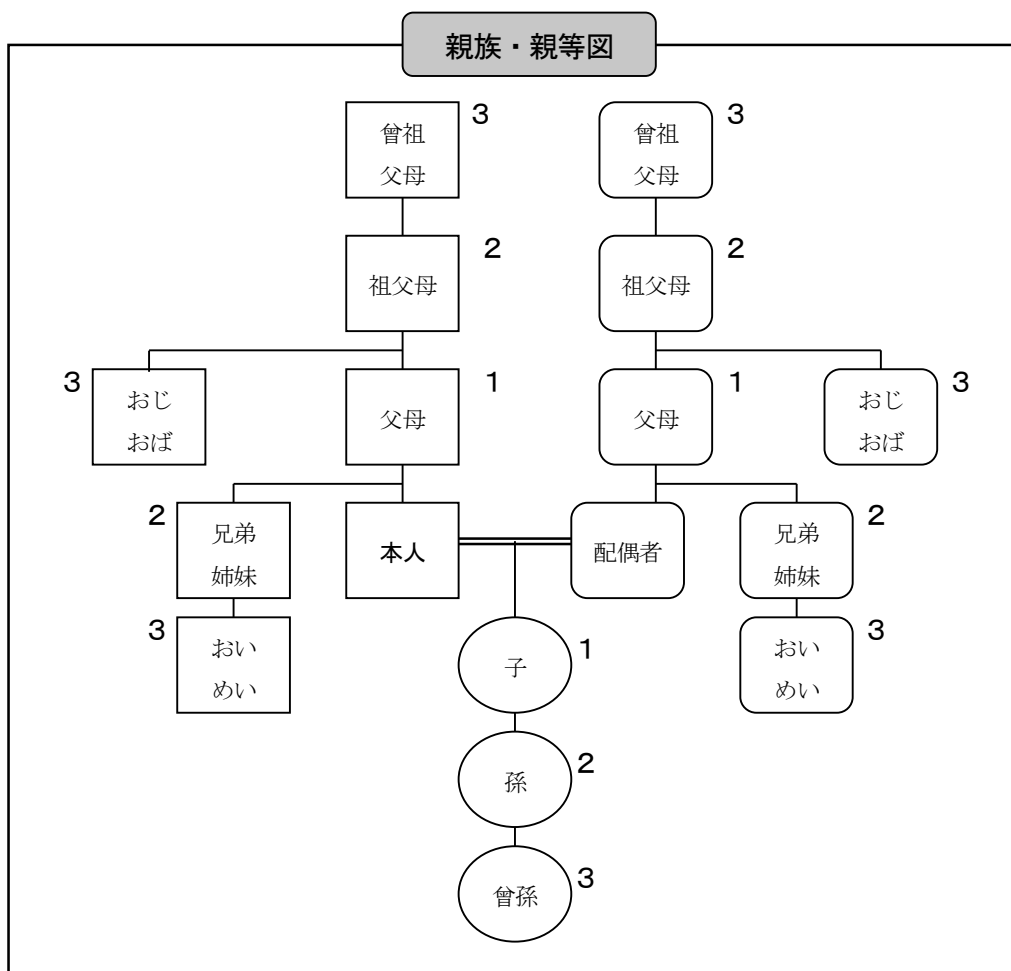 親族・親等図
3
曾祖
父母
3
曾祖
父母
2
祖父母
2
祖父母
3
おじ
おば
1
父母
1
父母
3
おじ
おば
2
兄弟
姉妹
本人
配偶者
2
兄弟
姉妹
3
おい
めい
1
子
3
おい
めい
2
孫
3
曾孫